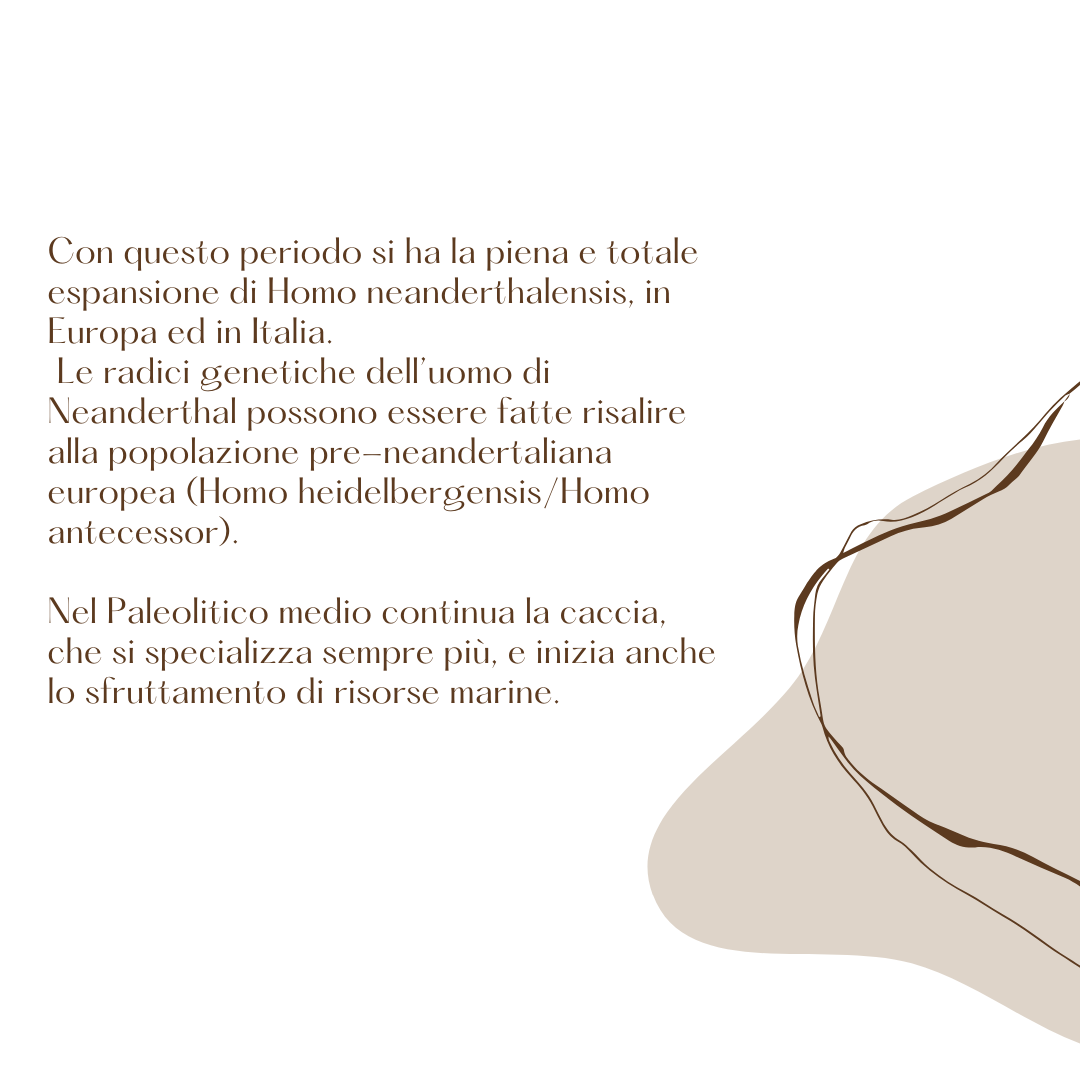 Con questo periodo si ha la piena e totale
espansione di Homo neanderthalensis, in
Europa ed in Italia.
Le radici genetiche dell'uomo di
Neanderthal possono essere fatte risalire
alla popolazione pre–neandertaliana
europea (Homo heidelbergensis/Homo
antecessor).
Nel Paleolitico medio continua la caccia,
che si specializza sempre più, e inizia anche
lo sfruttamento di risorse marine.